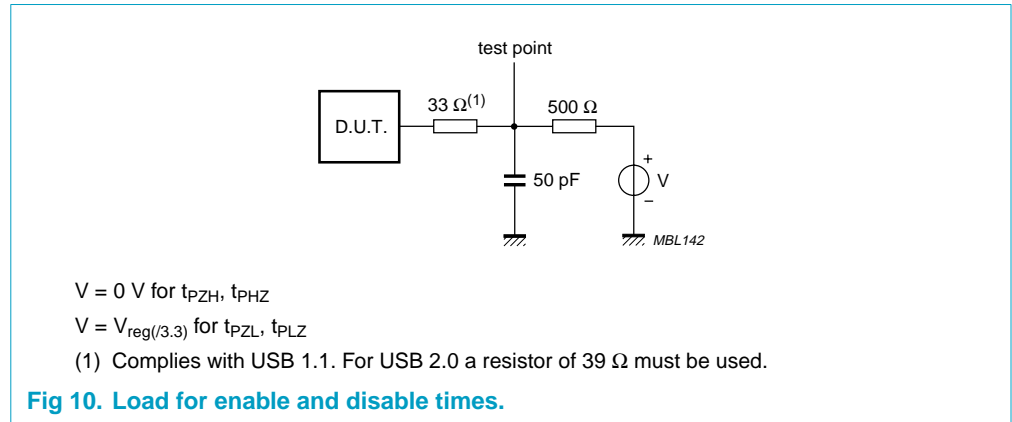 test point
33 Ω(1)
500 Ω
D.U.T.
50 pF
+
V
−
MBL142
V = 0 V for tPZH, tPHZ
V = Vreg(/3.3) for tPZL, tPLZ
(1) Complies with USB 1.1. For USB 2.0 a resistor of 39 Ω must be used.
Fig 10. Load for enable and disable times.